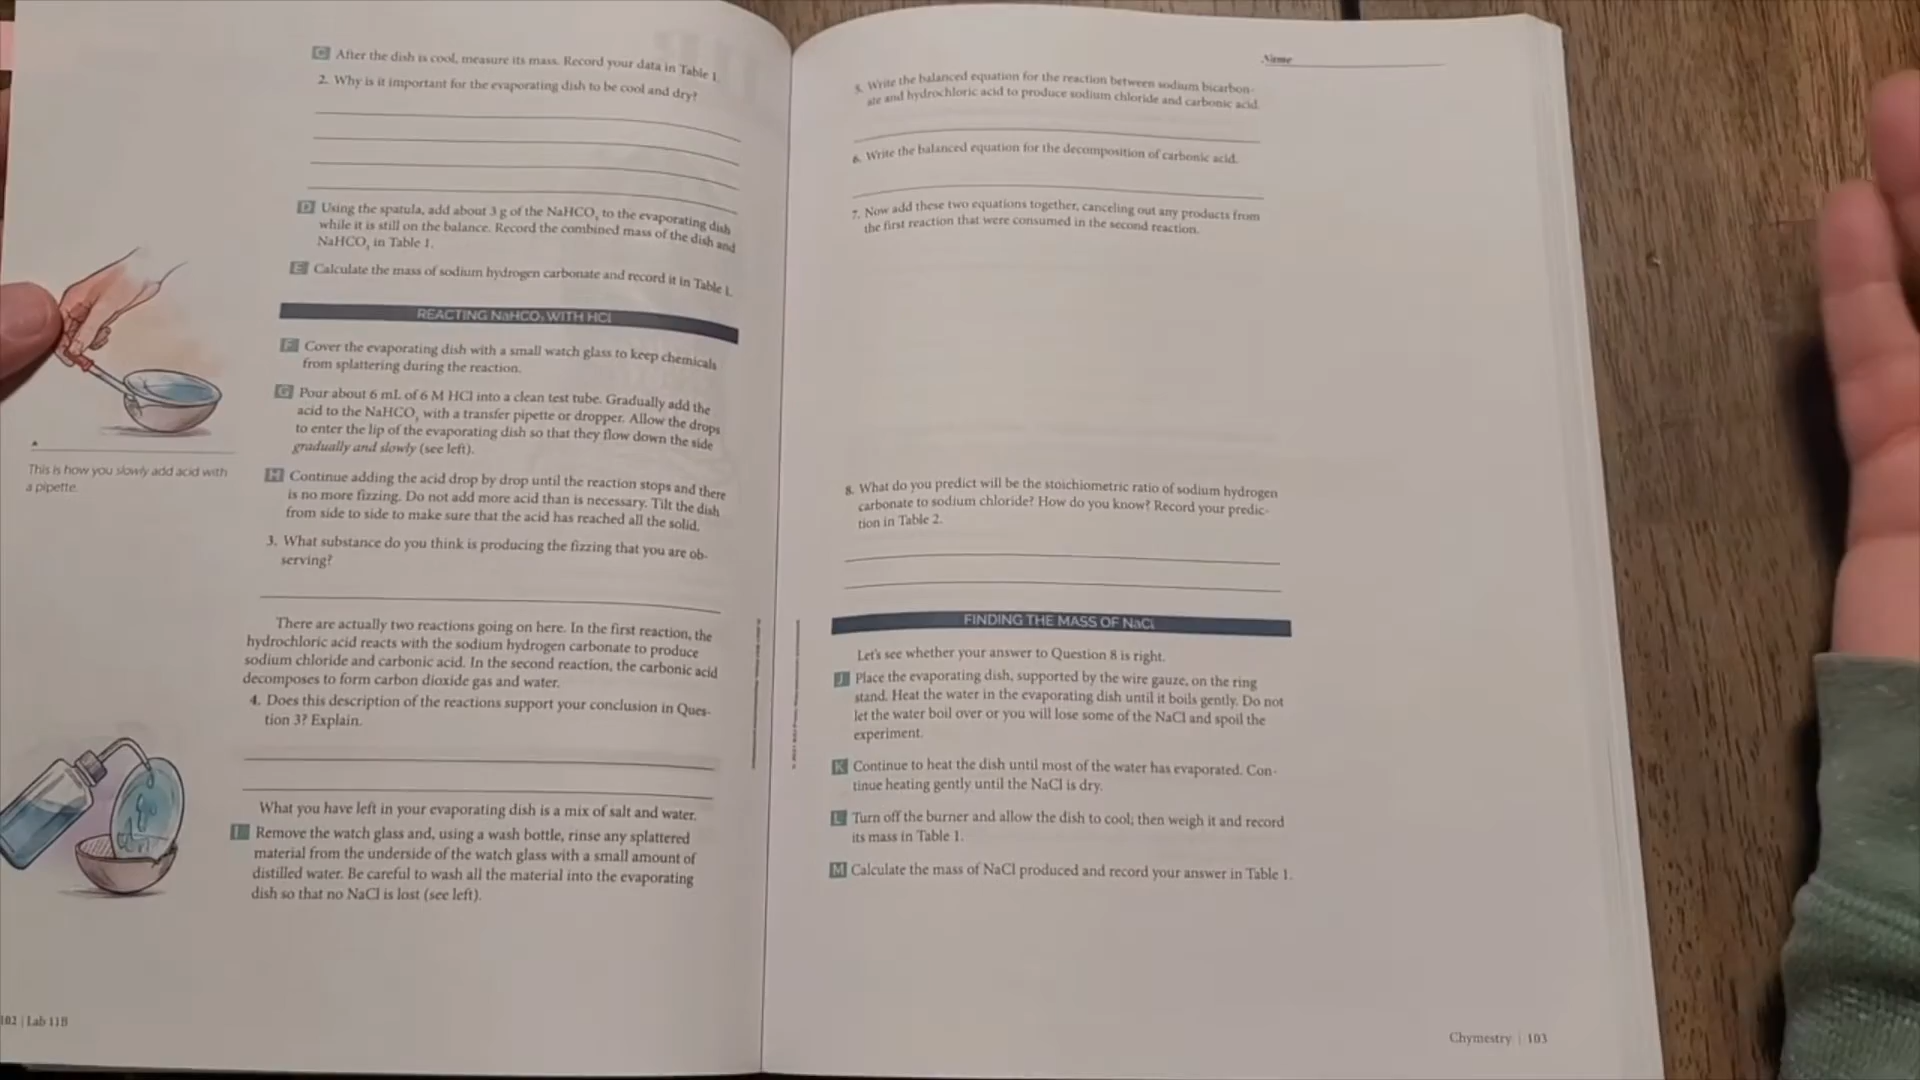 C After the dish is cool, measure its mass. Record your data in Table 1.
2. Why is it important for the evaporating dish to be cool and dry?
D Using the spatula, add about 3 g of the NaHCO₃ to the evaporating dish
while it is still on the balance. Record the combined mass of the dish and
NaHCO₃ in Table 1.
E Calculate the mass of sodium hydrogen carbonate and record it in Table 1.
REACTING NaHCO₃ WITH HCl
F Cover the evaporating dish with a small watch glass to keep chemicals
from splattering during the reaction.
G Pour about 6 mL of 6 M HCl into a clean test tube. Gradually add the
acid to the NaHCO₃ with a transfer pipette or dropper. Allow the drops
to enter the lip of the evaporating dish so that they flow down the side
gradually and slowly (see left).
This is how you slowly add acid with
a pipette.
H Continue adding the acid drop by drop until the reaction stops and there
is no more fizzing. Do not add more acid than is necessary. Tilt the dish
from side to side to make sure that the acid has reached all the solid.
3. What substance do you think is producing the fizzing that you are ob-
serving?
There are actually two reactions going on here. In the first reaction, the
hydrochloric acid reacts with the sodium hydrogen carbonate to produce
sodium chloride and carbonic acid. In the second reaction, the carbonic acid
decomposes to form carbon dioxide gas and water.
4. Does this description of the reactions support your conclusion in Ques-
tion 3? Explain.
What you have left in your evaporating dish is a mix of salt and water.
I Remove the watch glass and, using a wash bottle, rinse any splattered
material from the underside of the watch glass with a small amount of
distilled water. Be careful to wash all the material into the evaporating
dish so that no NaCl is lost (see left).
102 | Lab 11B
Name
5. Write the balanced equation for the reaction between sodium bicarbon-
ate and hydrochloric acid to produce sodium chloride and carbonic acid.
6. Write the balanced equation for the decomposition of carbonic acid.
7. Now add these two equations together, canceling out any products from
the first reaction that were consumed in the second reaction.
8. What do you predict will be the stoichiometric ratio of sodium hydrogen
carbonate to sodium chloride? How do you know? Record your predic-
tion in Table 2.
FINDING THE MASS OF NaCl
Let's see whether your answer to Question 8 is right.
J Place the evaporating dish, supported by the wire gauze, on the ring
stand. Heat the water in the evaporating dish until it boils gently. Do not
let the water boil over or you will lose some of the NaCl and spoil the
experiment.
K Continue to heat the dish until most of the water has evaporated. Con-
tinue heating gently until the NaCl is dry.
L Turn off the burner and allow the dish to cool; then weigh it and record
its mass in Table 1.
M Calculate the mass of NaCl produced and record your answer in Table 1.
Chymestry | 103